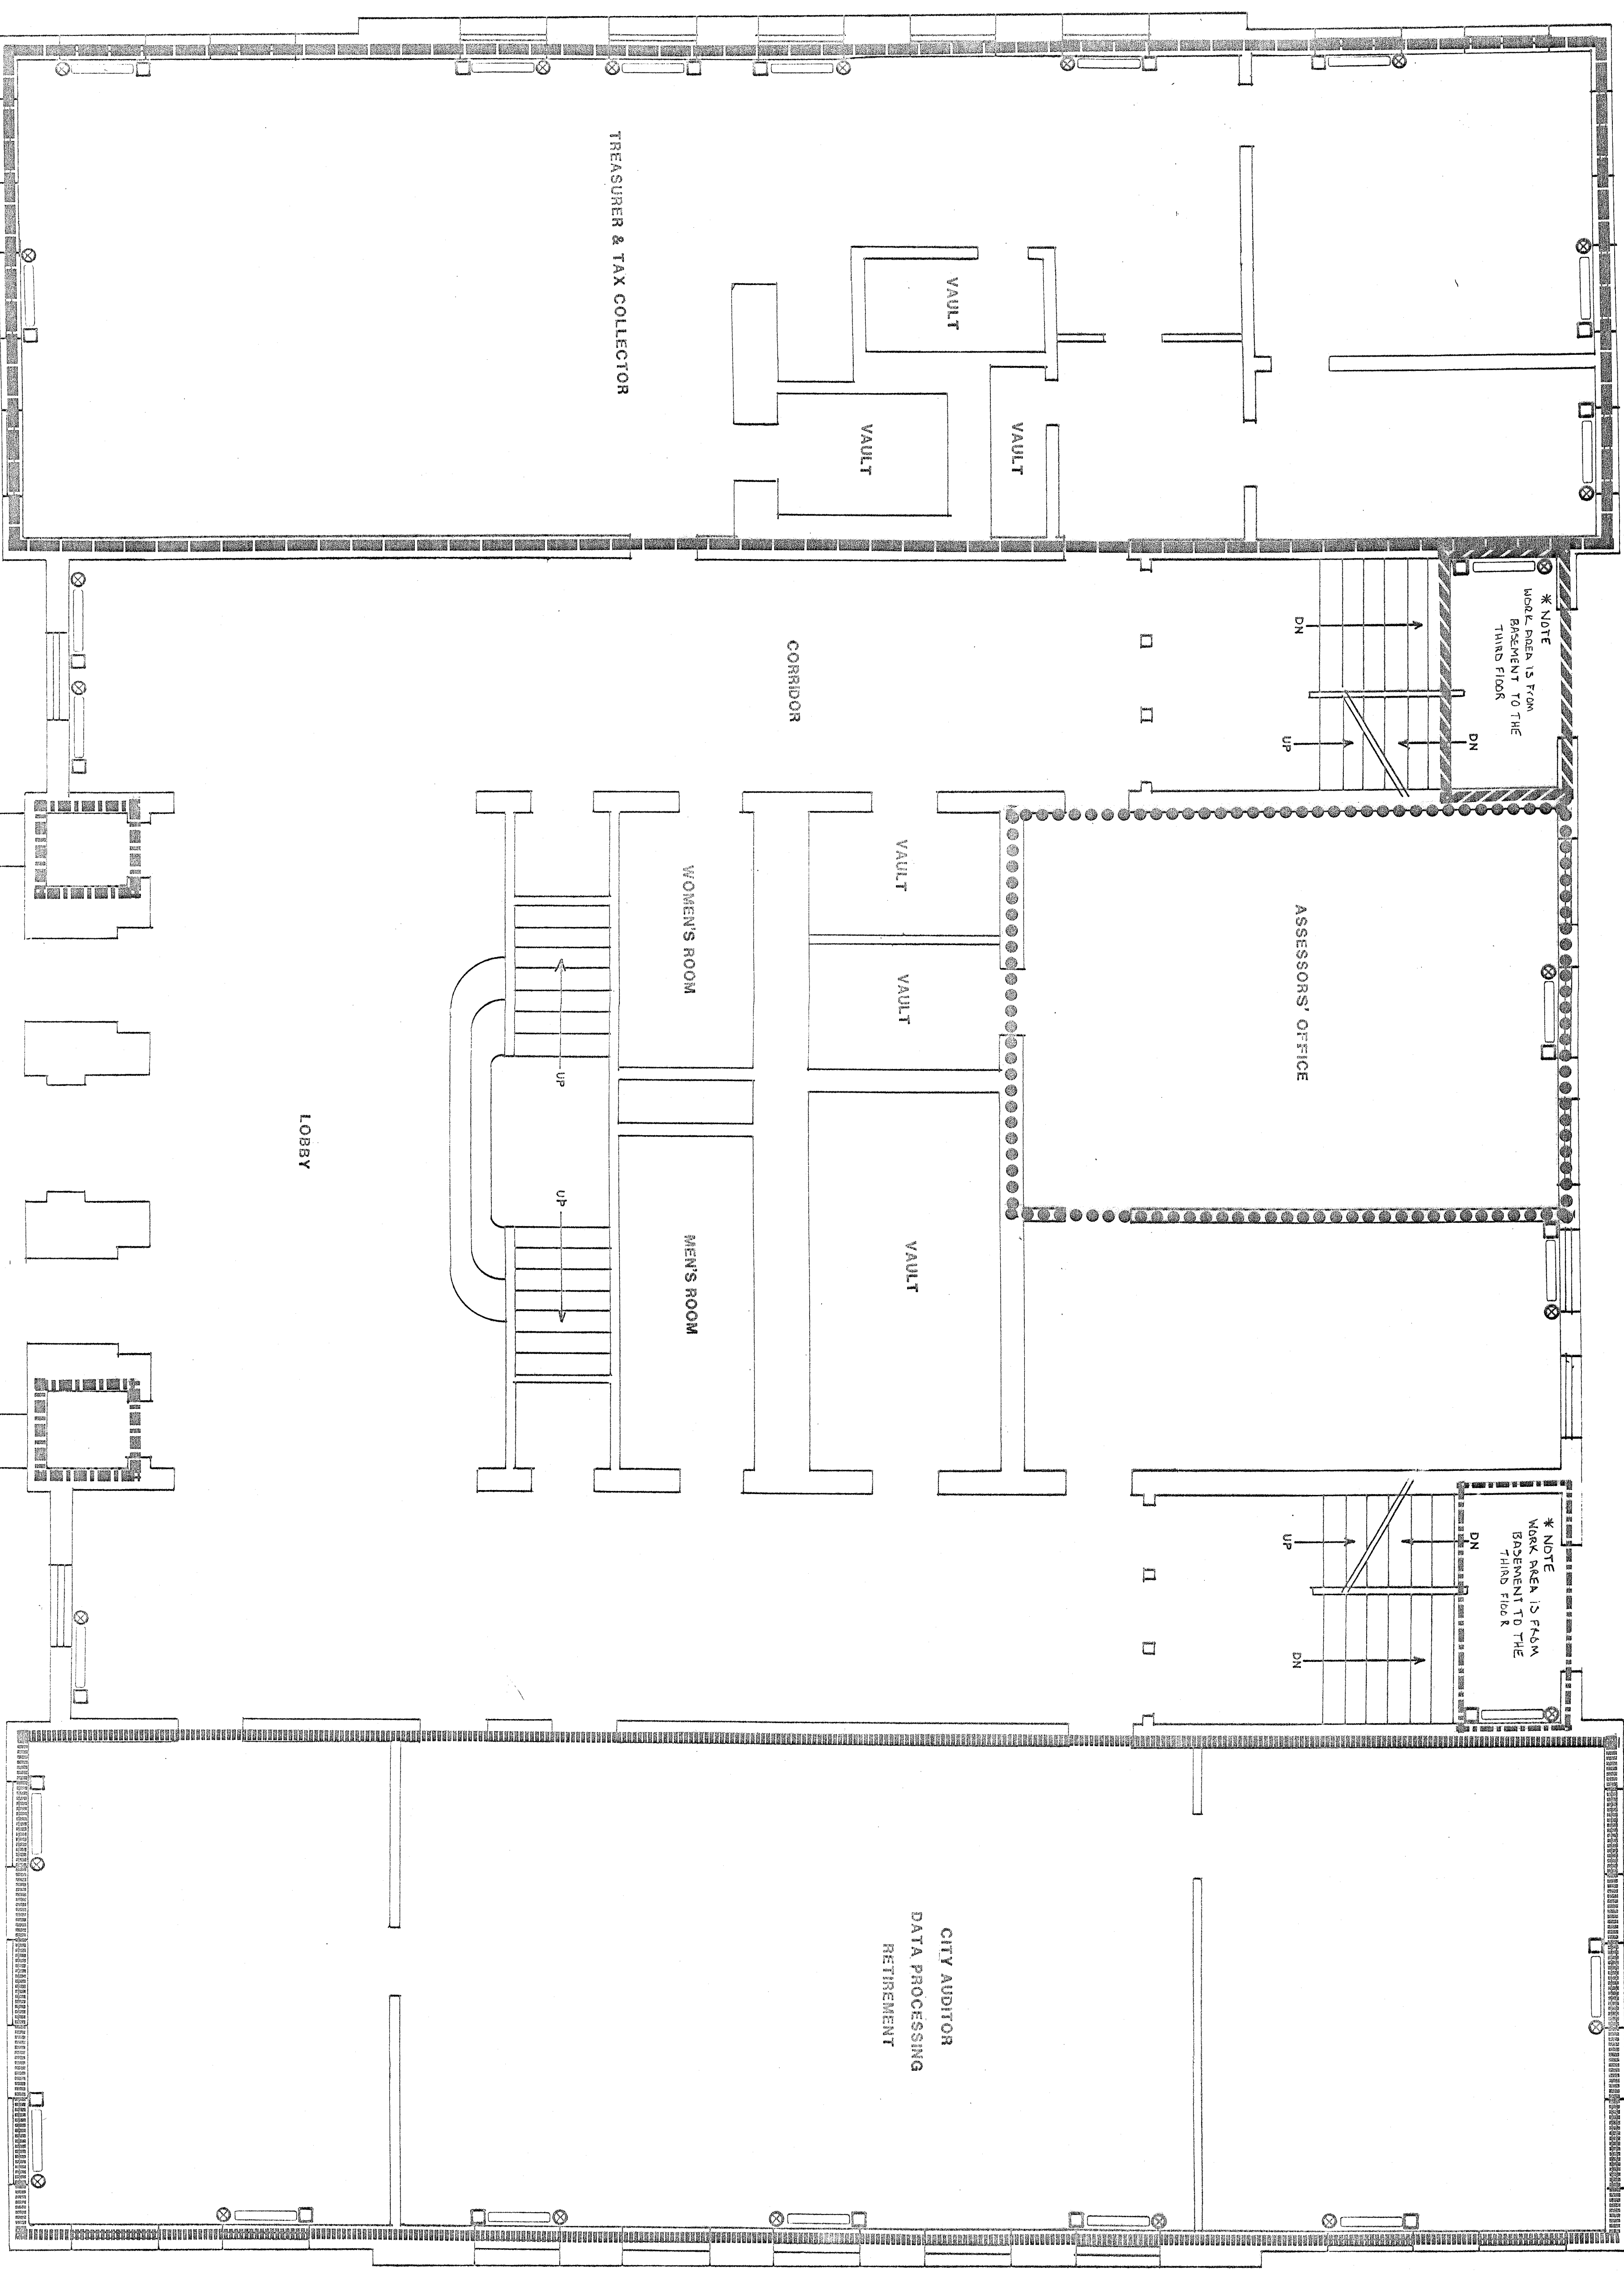 TREASURER & TAX COLLECTOR
VAULT
VAULT
VAULT
* NOTE
WORK AREA IS FROM
BASEMENT TO THE
THIRD FLOOR
DN
DN
UP
CORRIDOR
ASSESSORS' OFFICE
VAULT
VAULT
WOMEN'S ROOM
UP
LOBBY
UP
MEN'S ROOM
VAULT
* NOTE
WORK AREA IS FROM
BASEMENT TO THE
THIRD FLOOR
DN
UP
DN
CITY AUDITOR
DATA PROCESSING
RETIREMENT